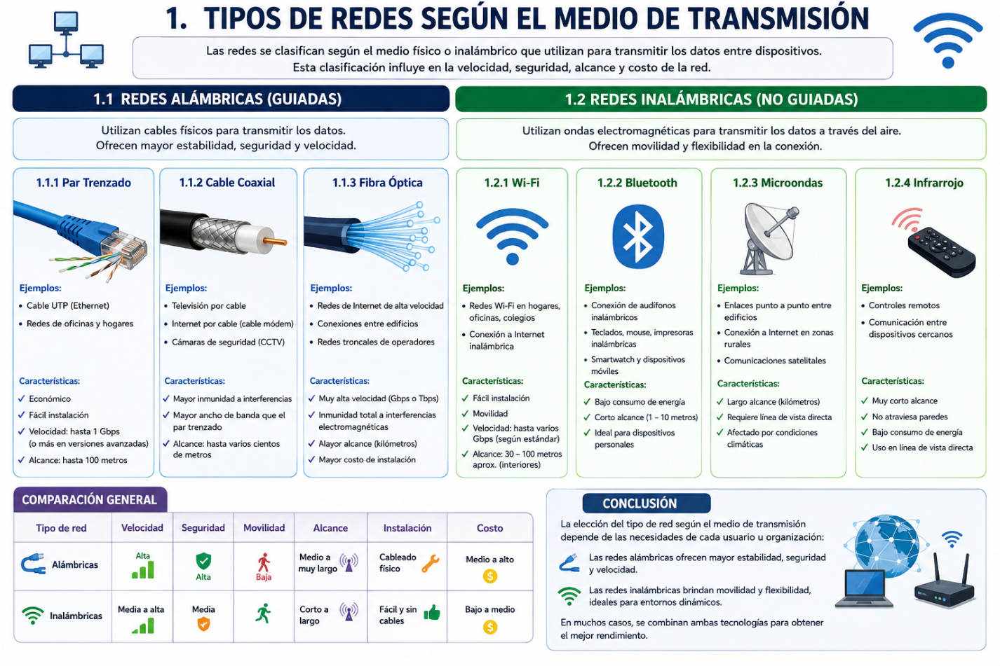 1. TIPOS DE REDES SEGÚN EL MEDIO DE TRANSMISIÓN
Las redes se clasifican según el medio físico o inalámbrico que utilizan para transmitir los datos entre dispositivos.
Esta clasificación influye en la velocidad, seguridad, alcance y costo de la red.
1.1 REDES ALÁMBRICAS (GUIADAS)
Utilizan cables físicos para transmitir los datos.
Ofrecen mayor estabilidad, seguridad y velocidad.
1.1.1 Par Trenzado
Ejemplos:
• Cable UTP (Ethernet)
• Redes de oficinas y hogares
Características:
✓ Económico
✓ Fácil instalación
✓ Velocidad: hasta 1 Gbps
(o más en versiones avanzadas)
✓ Alcance: hasta 100 metros
1.1.2 Cable Coaxial
Ejemplos:
• Televisión por cable
• Internet por cable (cable módem)
• Cámaras de seguridad (CCTV)
Características:
✓ Mayor inmunidad a interferencias
✓ Mayor ancho de banda que el
par trenzado
✓ Alcance: hasta varios cientos
de metros
1.1.3 Fibra Óptica
Ejemplos:
• Redes de Internet de alta velocidad
• Conexiones entre edificios
• Redes troncales de operadores
Características:
✓ Muy alta velocidad (Gbps o Tbps)
✓ Inmunidad total a interferencias
electromagnéticas
✓ Alayor alcance (kilómetros)
✓ Mayor costo de instalación
1.2 REDES INALÁMBRICAS (NO GUIADAS)
Utilizan ondas electromagnéticas para transmitir los datos a través del aire.
Ofrecen movilidad y flexibilidad en la conexión.
1.2.1 Wi-Fi
Ejemplos:
• Redes Wi-Fi en hogares,
oficinas, colegios
• Conexión a Internet
inalámbrica
Características:
✓ Fácil instalación
✓ Movilidad
✓ Velocidad: hasta varios
Gbps (según estándar)
✓ Alcance: 30 – 100 metros
aprox. (interiores)
1.2.2 Bluetooth
Ejemplos:
• Conexión de audífonos
inalámbricos
• Teclados, mouse, impresoras
inalámbricas
• Smartwatch y dispositivos
móviles
Características:
✓ Bajo consumo de energía
✓ Corto alcance (1 – 10 metros)
✓ Ideal para dispositivos
personales
1.2.3 Microondas
Ejemplos:
• Enlaces punto a punto entre
edificios
• Conexión a Internet en zonas
rurales
• Comunicaciones satelitales
Características:
✓ Largo alcance (kilómetros)
✓ Requiere línea de vista directa
✓ Afectado por condiciones
climáticas
1.2.4 Infrarrojo
Ejemplos:
• Controles remotos
• Comunicación entre
dispositivos cercanos
Características:
✓ Muy corto alcance
✓ No atraviesa paredes
✓ Bajo consumo de energía
✓ Uso en línea de vista directa
COMPARACIÓN GENERAL
Tipo de red Velocidad Seguridad Movilidad Alcance Instalación Costo
Alámbricas
Alta
Alta
Baja
Medio a
muy largo
Cableado
físico
Medio a alto
Inalámbricas
Media a alta
Media
Corto a
largo
Fácil y sin
cables
Bajo a medio
CONCLUSIÓN
La elección del tipo de red según el medio de transmisión
depende de las necesidades de cada usuario u organización:
Las redes alámbricas ofrecen mayor estabilidad, seguridad
y velocidad.
Las redes inalámbricas brindan movilidad y flexibilidad,
ideales para entornos dinámicos.
En muchos casos, se combinan ambas tecnologías para obtener
el mejor rendimiento.